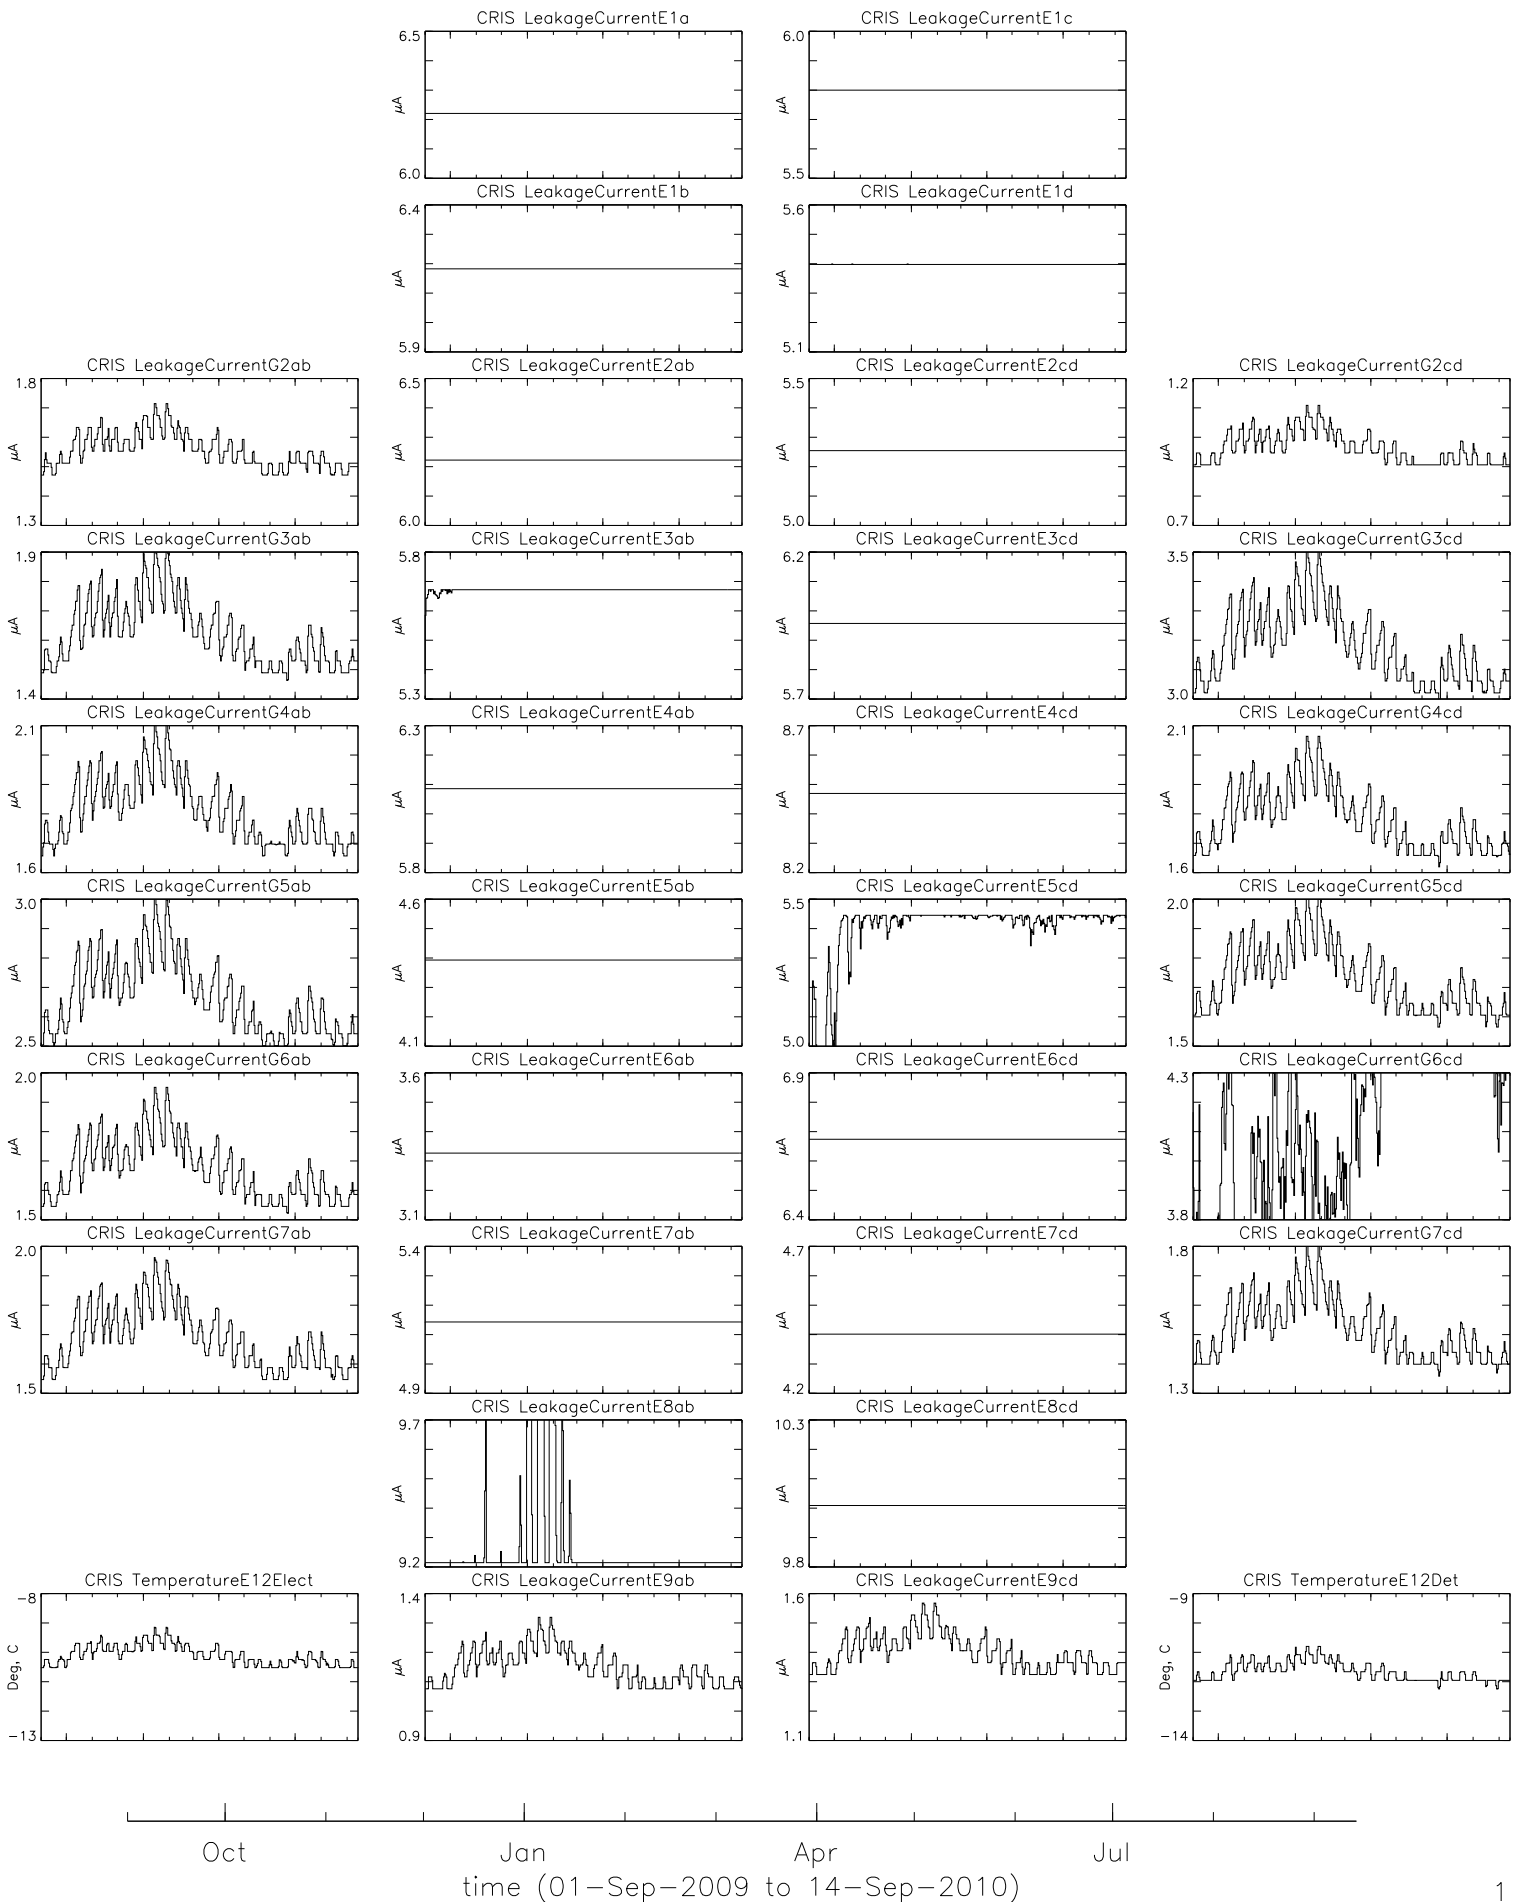 CRIS LeakageCurrentE1a
CRIS LeakageCurrentE1c
6.5
μA
6.0
6.0
μA
5.5
CRIS LeakageCurrentE1b
CRIS LeakageCurrentE1d
6.4
μA
5.9
5.6
μA
5.1
CRIS LeakageCurrentG2ab
CRIS LeakageCurrentE2ab
CRIS LeakageCurrentE2cd
CRIS LeakageCurrentG2cd
1.8
μA
1.3
6.5
μA
6.0
5.5
μA
5.0
1.2
μA
0.7
CRIS LeakageCurrentG3ab
CRIS LeakageCurrentE3ab
CRIS LeakageCurrentE3cd
CRIS LeakageCurrentG3cd
1.9
μA
1.4
5.8
μA
5.3
6.2
μA
5.7
3.5
μA
3.0
CRIS LeakageCurrentG4ab
CRIS LeakageCurrentE4ab
CRIS LeakageCurrentE4cd
CRIS LeakageCurrentG4cd
2.1
μA
1.6
6.3
μA
5.8
8.7
μA
8.2
2.1
μA
1.6
CRIS LeakageCurrentG5ab
CRIS LeakageCurrentE5ab
CRIS LeakageCurrentE5cd
CRIS LeakageCurrentG5cd
3.0
μA
2.5
4.6
μA
4.1
5.5
μA
5.0
2.0
μA
1.5
CRIS LeakageCurrentG6ab
CRIS LeakageCurrentE6ab
CRIS LeakageCurrentE6cd
CRIS LeakageCurrentG6cd
2.0
μA
1.5
3.6
μA
3.1
6.9
μA
6.4
4.3
μA
3.8
CRIS LeakageCurrentG7ab
CRIS LeakageCurrentE7ab
CRIS LeakageCurrentE7cd
CRIS LeakageCurrentG7cd
2.0
μA
1.5
5.4
μA
4.9
4.7
μA
4.2
1.8
μA
1.3
CRIS LeakageCurrentE8ab
CRIS LeakageCurrentE8cd
9.7
μA
9.2
10.3
μA
9.8
CRIS TemperatureE12Elect
CRIS LeakageCurrentE9ab
CRIS LeakageCurrentE9cd
CRIS TemperatureE12Det
-8
Deg, C
-13
1.4
μA
0.9
1.6
μA
1.1
-9
Deg, C
-14
Oct Jan Apr Jul
time (01-Sep-2009 to 14-Sep-2010)
1